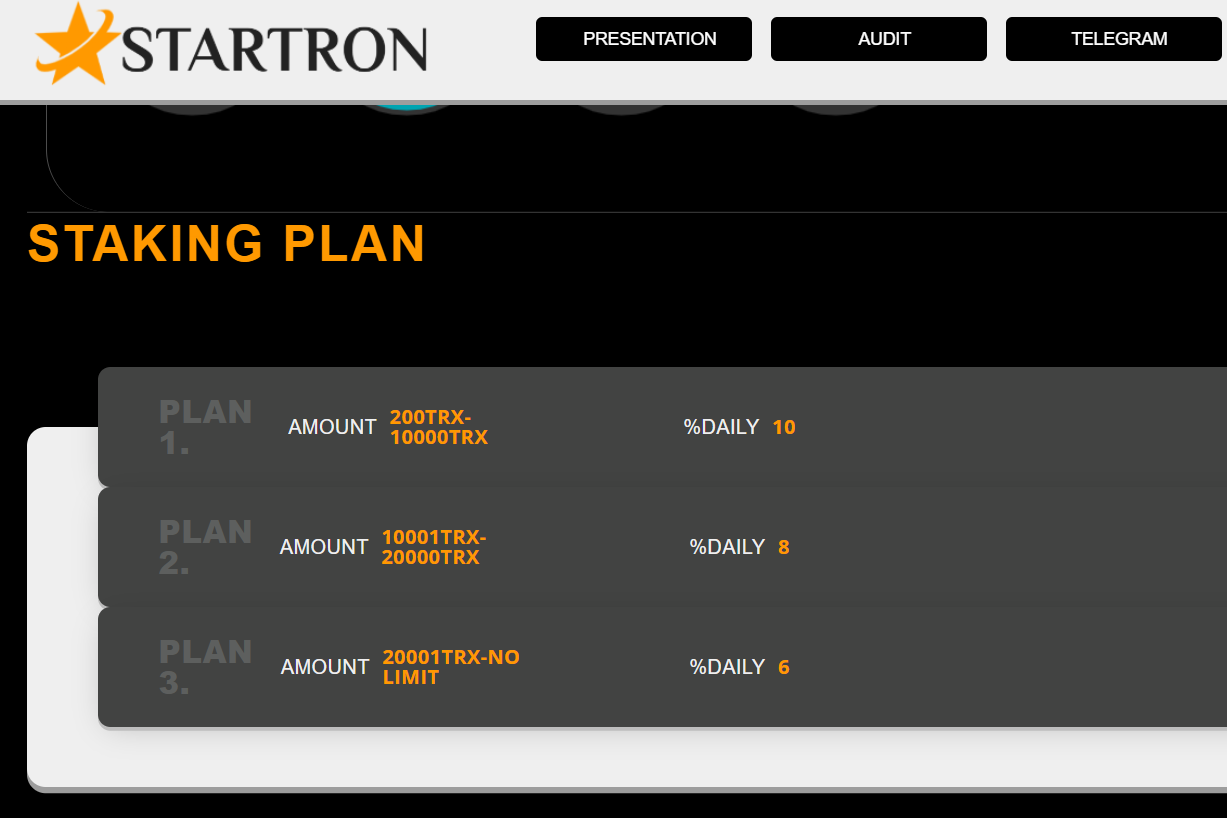 STARTRON
PRESENTATION
AUDIT
TELEGRAM
STAKING PLAN
PLAN
1.
AMOUNT
200TRX-
10000TRX
%DAILY 10
PLAN
2.
AMOUNT
10001TRX-
20000TRX
%DAILY 8
PLAN
3.
AMOUNT
20001TRX-NO
LIMIT
%DAILY 6